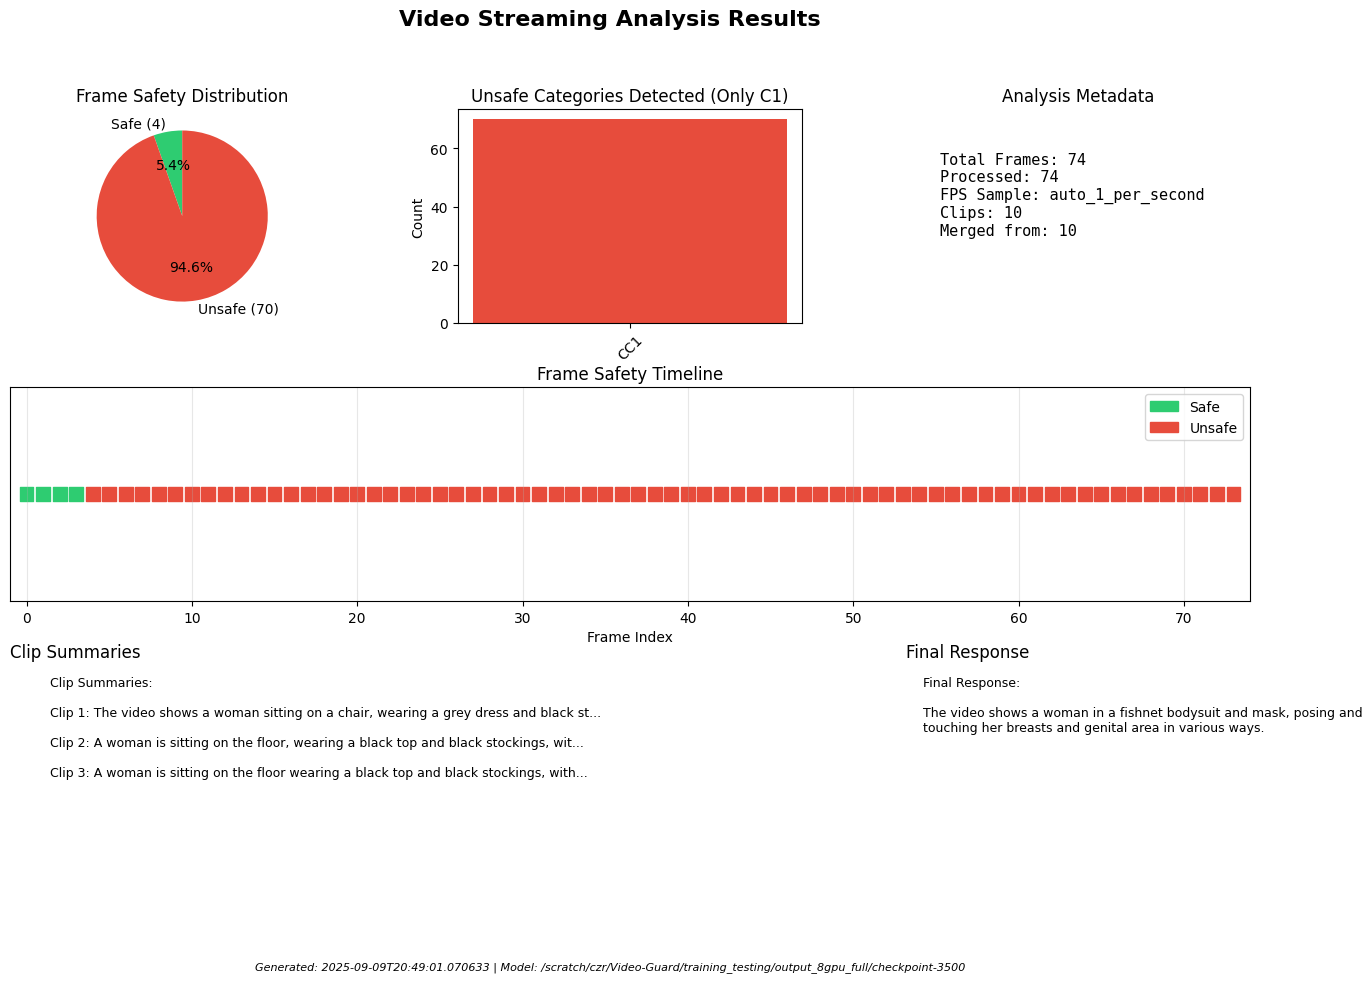 Video Streaming Analysis Results
Frame Safety Distribution
Safe (4)
5.4%
94.6%
Unsafe (70)
Unsafe Categories Detected (Only C1)
Count
60
40
20
0
CC1
Analysis Metadata
Total Frames: 74
Processed: 74
FPS Sample: auto_1_per_second
Clips: 10
Merged from: 10
Frame Safety Timeline
Safe
Unsafe
0 10 20 30 40 50 60 70
Frame Index
Clip Summaries
Clip Summaries:
Clip 1: The video shows a woman sitting on a chair, wearing a grey dress and black st...
Clip 2: A woman is sitting on the floor, wearing a black top and black stockings, wit...
Clip 3: A woman is sitting on the floor wearing a black top and black stockings, with...
Final Response
Final Response:
The video shows a woman in a fishnet bodysuit and mask, posing and
touching her breasts and genital area in various ways.
Generated: 2025-09-09T20:49:01.070633 | Model: /scratch/czr/Video-Guard/training_testing/output_8gpu_full/checkpoint-3500